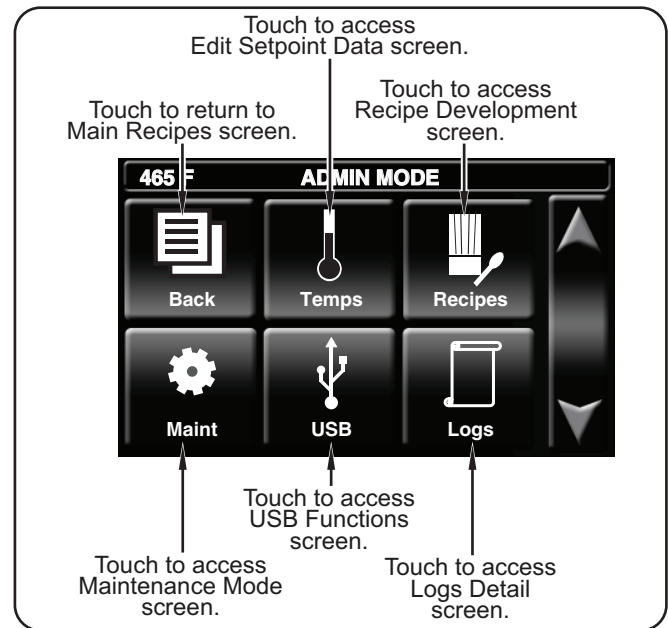 Touch to access
Edit Setpoint Data screen.
Touch to access
Recipe Development
screen.
Touch to return to
Main Recipes screen.
465 F ADMIN MODE
Back Temps Recipes
Maint USB Logs
Touch to access
USB Functions
screen.
Touch to access
Maintenance Mode
screen.
Touch to access
Logs Detail
screen.